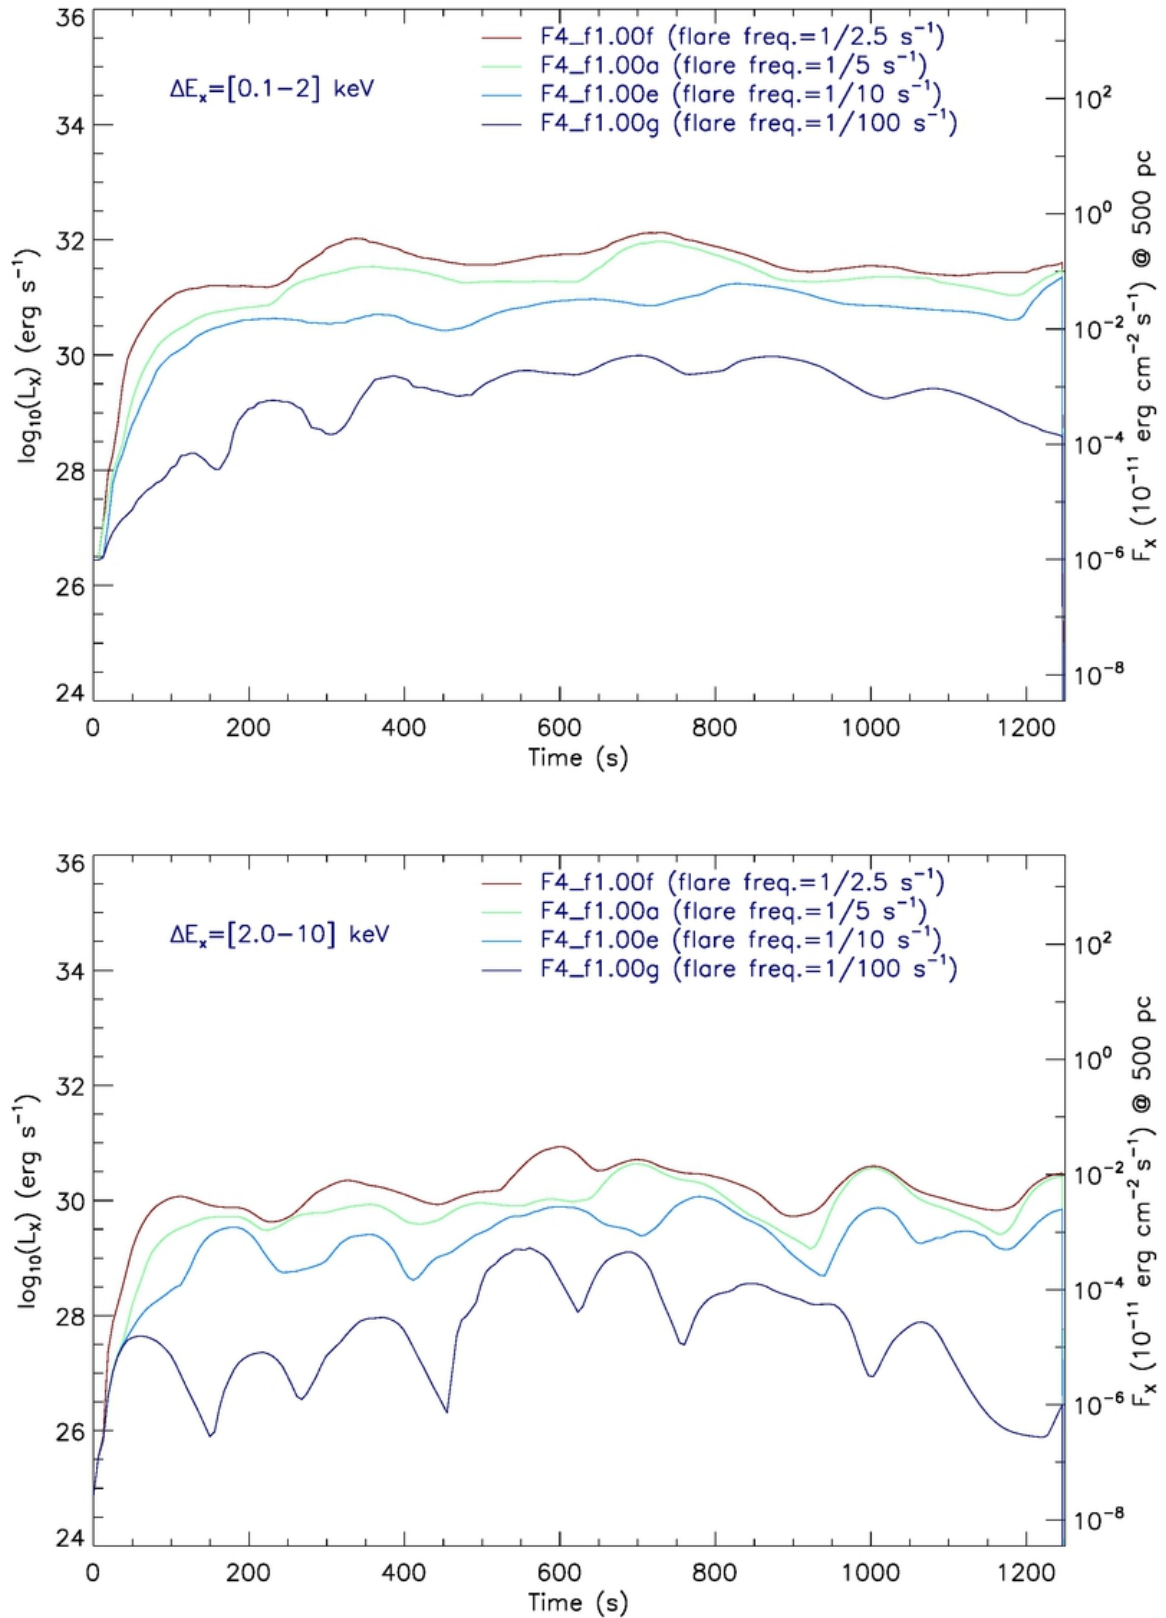 ΔEₓ=[0.1−2] keV
F4_f1.00f (flare freq.=1/2.5 s⁻¹)
F4_f1.00a (flare freq.=1/5 s⁻¹)
F4_f1.00e (flare freq.=1/10 s⁻¹)
F4_f1.00g (flare freq.=1/100 s⁻¹)
log₁₀(Lₓ) (erg s⁻¹)
36
34
32
30
28
26
24
10²
10⁰
10⁻²
10⁻⁴
10⁻⁶
10⁻⁸
Fₓ (10⁻¹¹ erg cm⁻² s⁻¹) @ 500 pc
0 200 400 600 800 1000 1200
Time (s)
ΔEₓ=[2.0−10] keV
F4_f1.00f (flare freq.=1/2.5 s⁻¹)
F4_f1.00a (flare freq.=1/5 s⁻¹)
F4_f1.00e (flare freq.=1/10 s⁻¹)
F4_f1.00g (flare freq.=1/100 s⁻¹)
log₁₀(Lₓ) (erg s⁻¹)
36
34
32
30
28
26
24
10²
10⁰
10⁻²
10⁻⁴
10⁻⁶
10⁻⁸
Fₓ (10⁻¹¹ erg cm⁻² s⁻¹) @ 500 pc
0 200 400 600 800 1000 1200
Time (s)